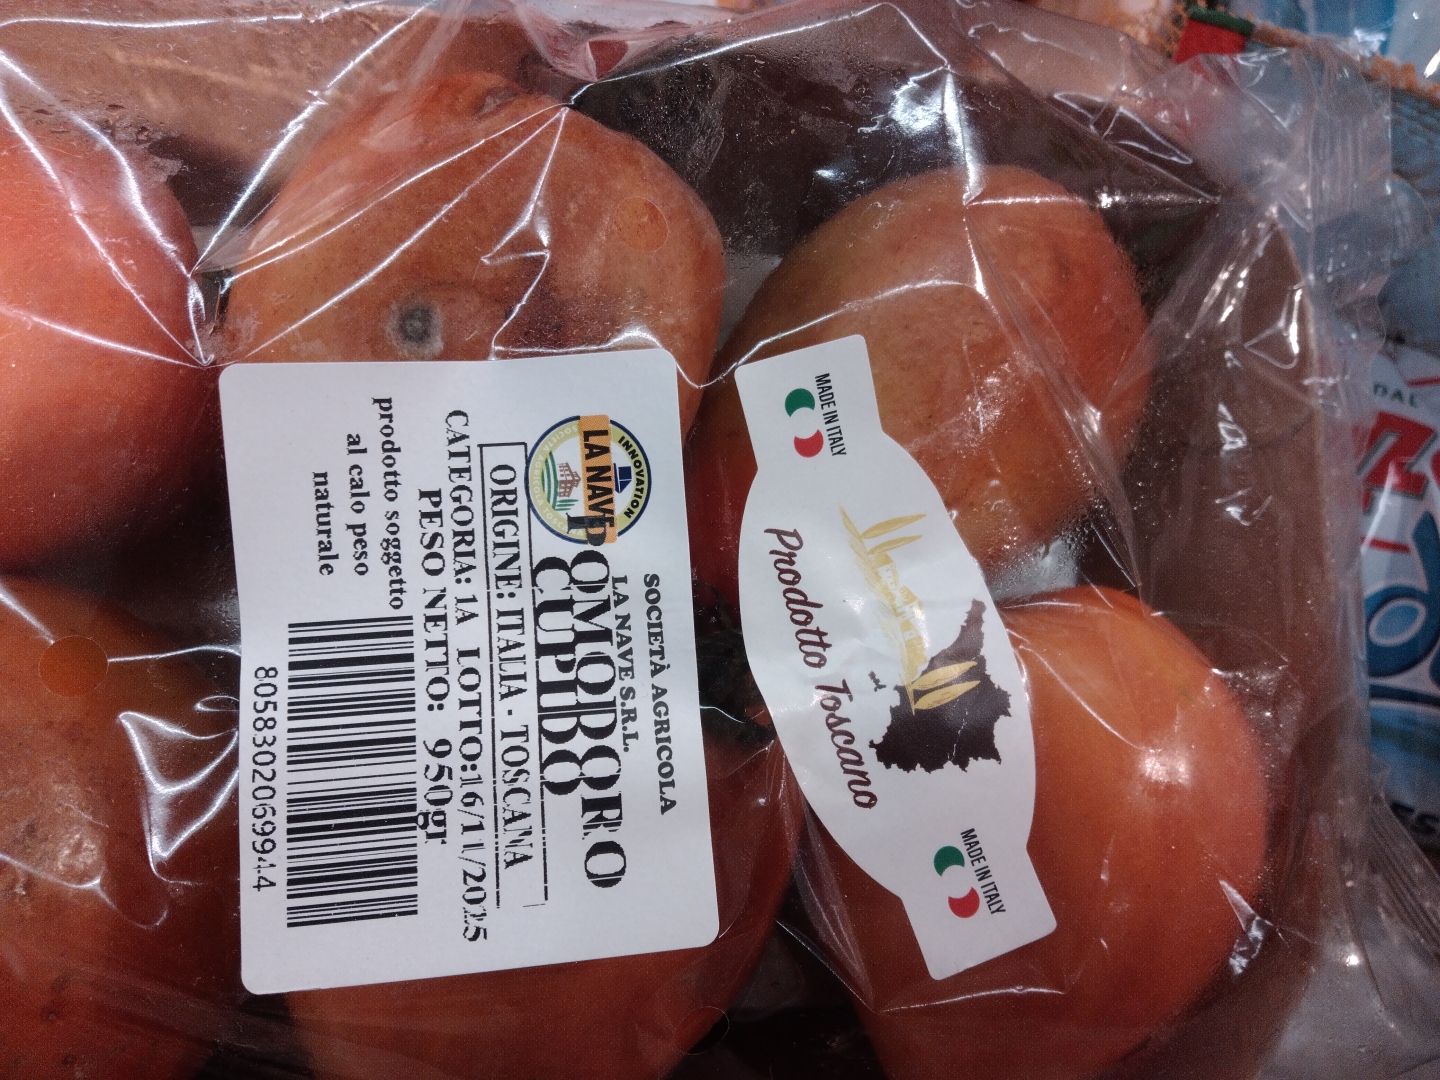 SOCIETÀ AGRICOLA
LA NAVE S.R.L.
INNOVATION
LA NAVE
POMODORO
CUPIDO
ORIGINE: ITALIA - TOSCANA
CATEGORIA: 1A LOTTO:16/11/2025
PESO NETTO: 950gr
prodotto soggetto
al calo peso
naturale
8058302069944
MADE IN ITALY
Prodotto Toscano
MADE IN ITALY
DAL